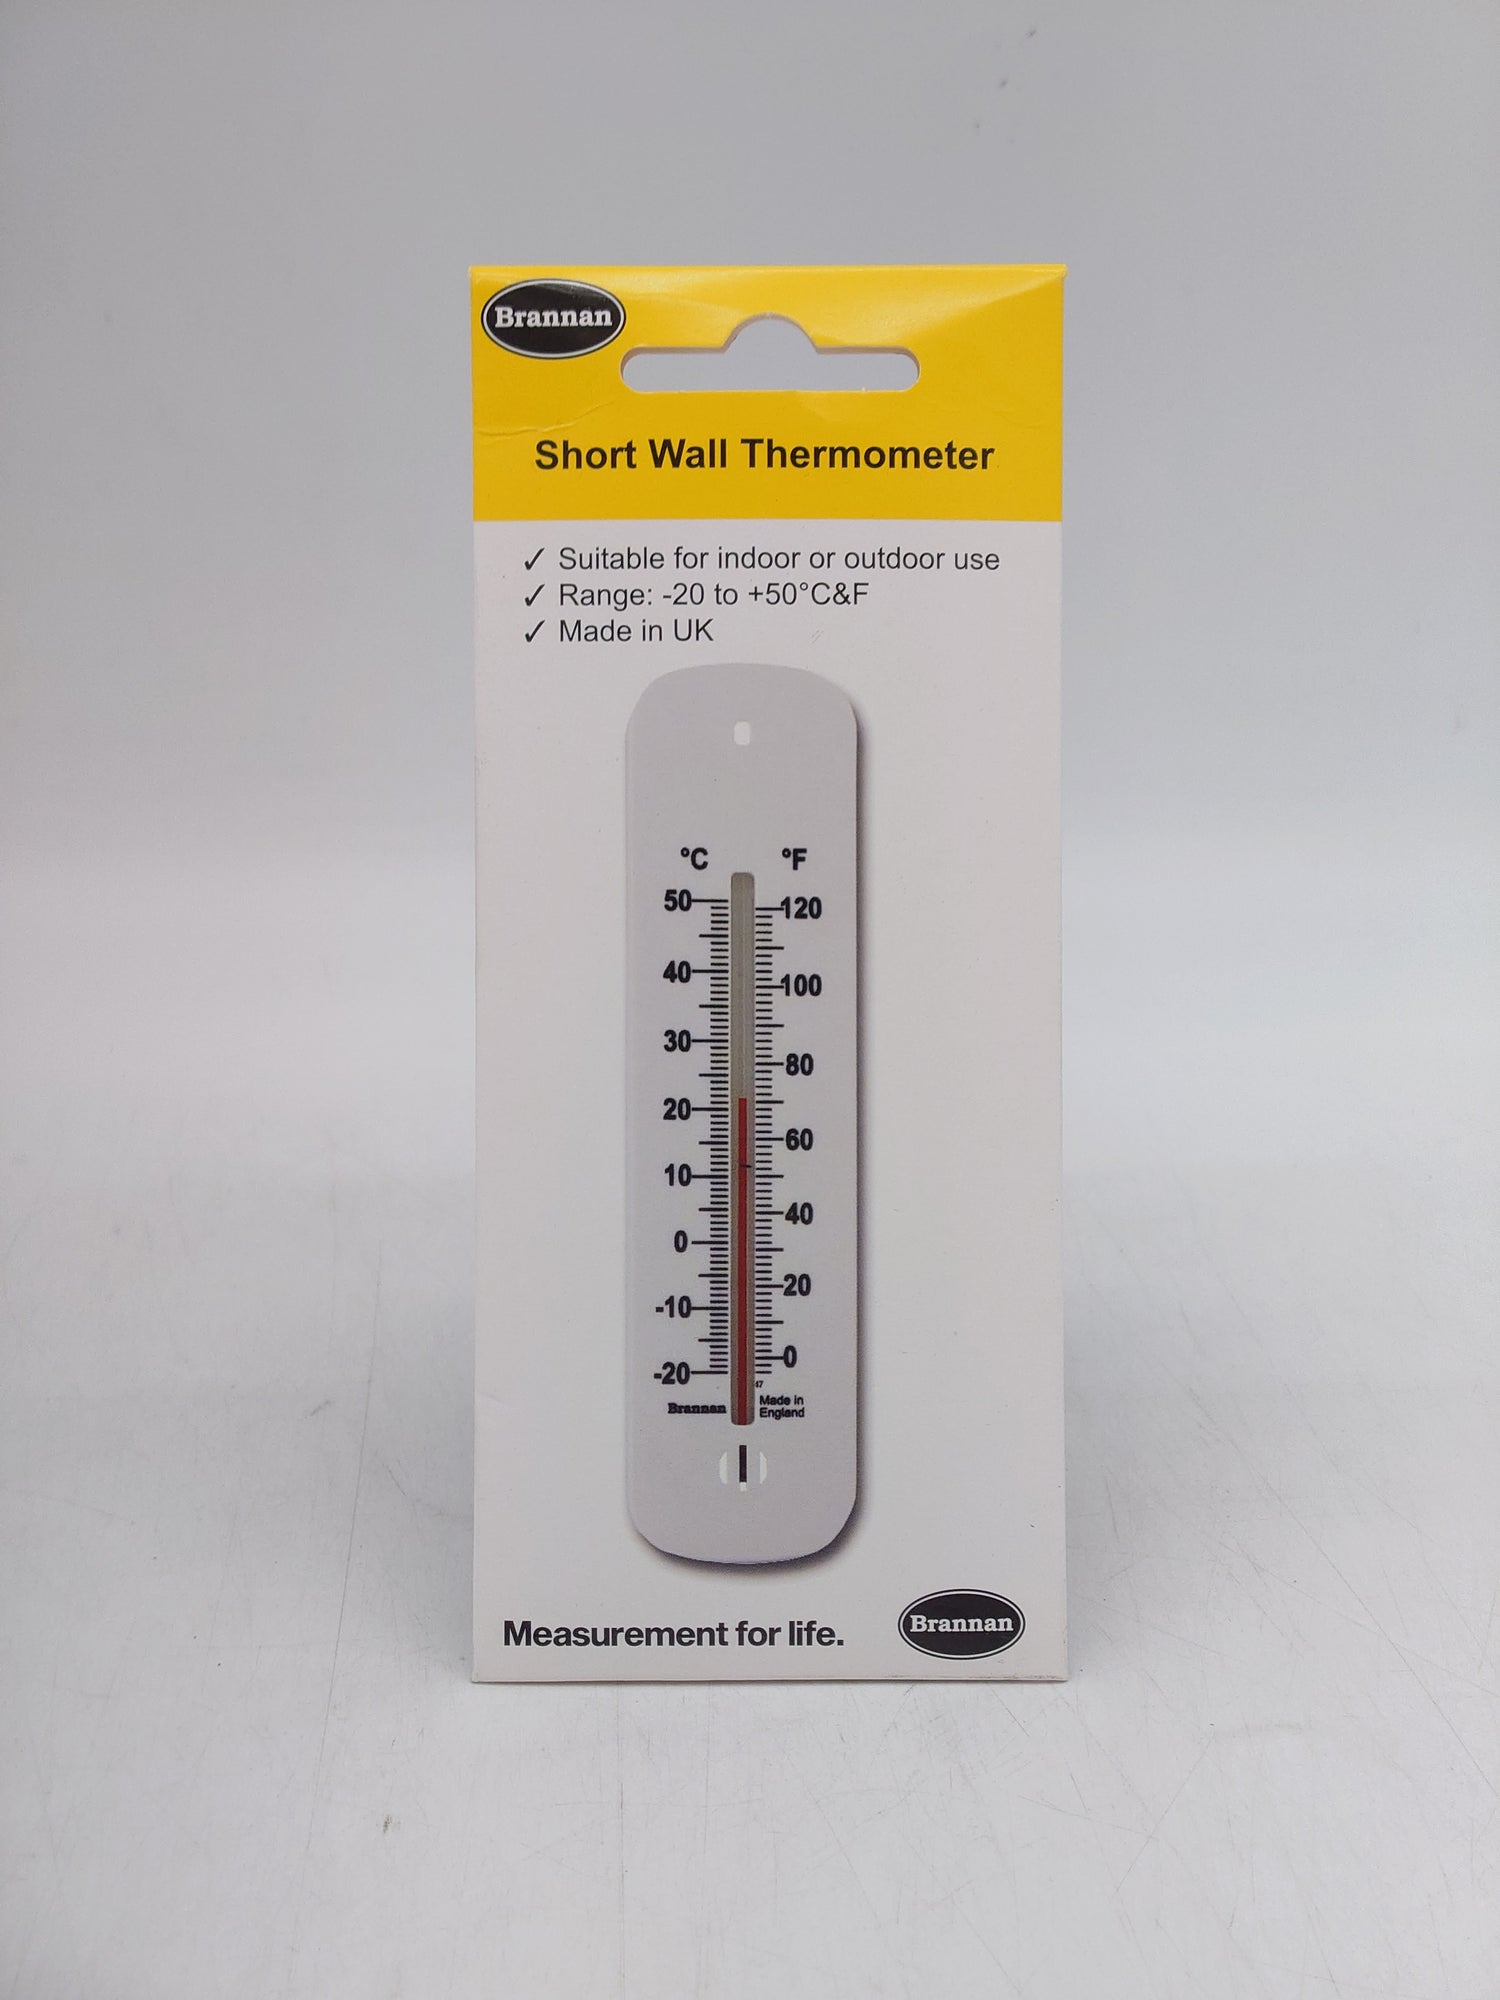 Brannan
Short Wall Thermometer
✓ Suitable for indoor or outdoor use
✓ Range: -20 to +50°C&F
✓ Made in UK
°C °F
50 120
40 100
30 80
20 60
10 40
0 20
-10 0
-20
47
Brannan
Made in
England
Measurement for life.
Brannan